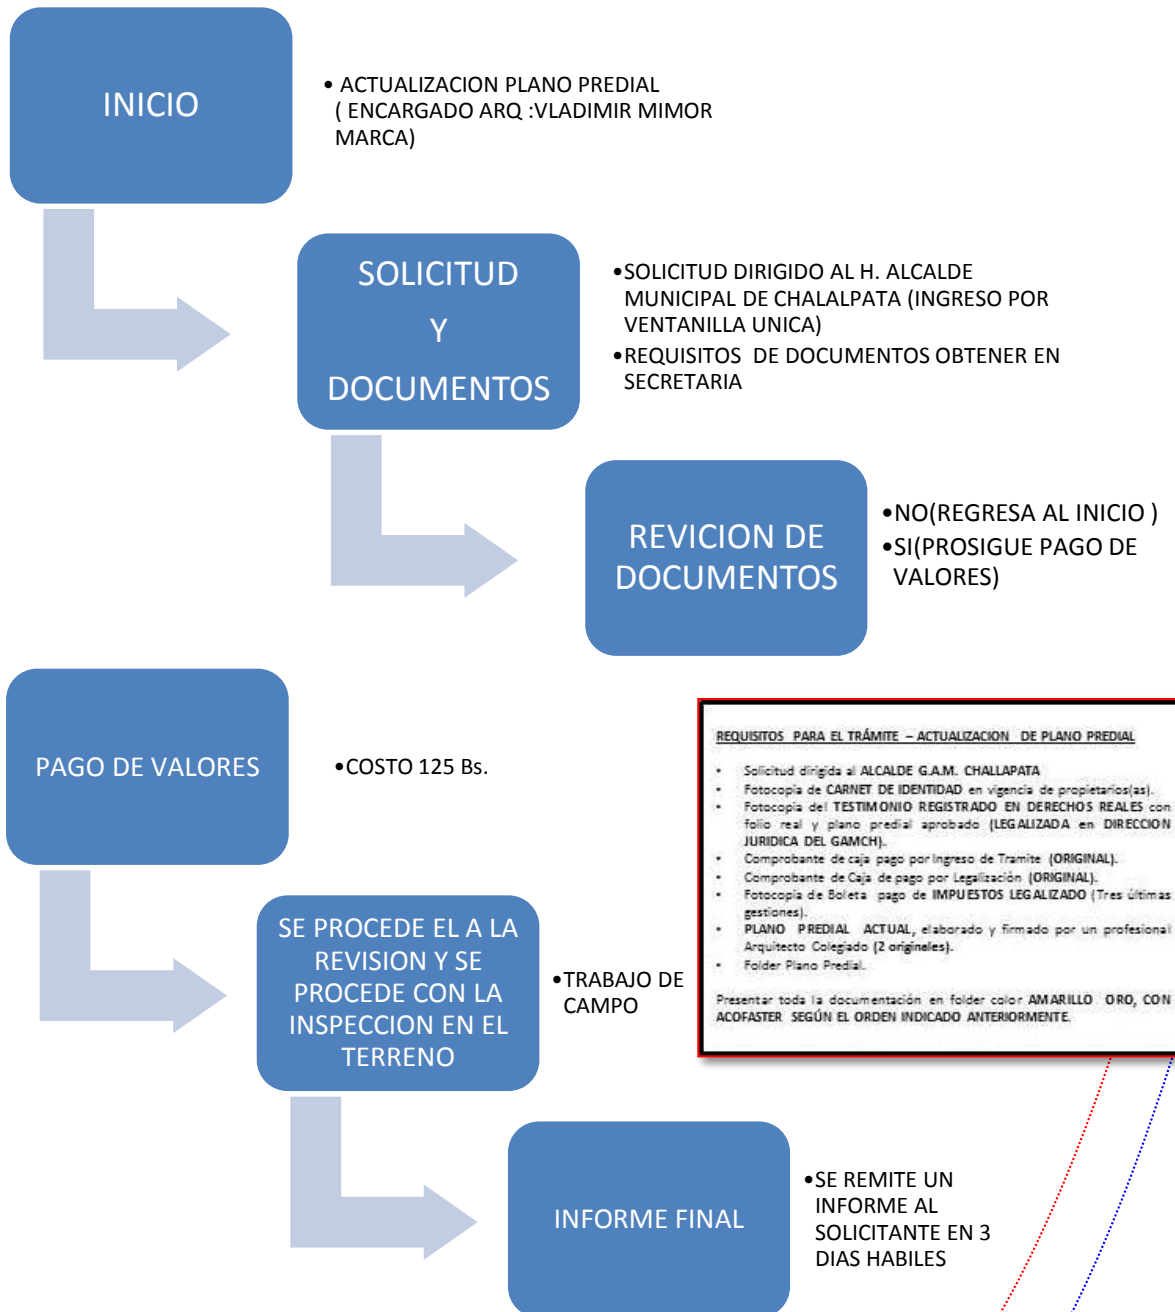 INICIO
• ACTUALIZACION PLANO PREDIAL
( ENCARGADO ARQ :VLADIMIR MIMOR
MARCA)
SOLICITUD
Y
DOCUMENTOS
•SOLICITUD DIRIGIDO AL H. ALCALDE
MUNICIPAL DE CHALALPATA (INGRESO POR
VENTANILLA UNICA)
•REQUISITOS DE DOCUMENTOS OBTENER EN
SECRETARIA
REVICION DE
DOCUMENTOS
•NO(REGRESA AL INICIO )
•SI(PROSIGUE PAGO DE
VALORES)
PAGO DE VALORES
•COSTO 125 Bs.
REQUISITOS PARA EL TRÁMITE – ACTUALIZACION DE PLANO PREDIAL
• Solicitud dirigida al ALCALDE G.A.M. CHALLAPATA
• Fotocopia de CARNET DE IDENTIDAD en vigencia de propietarios(as).
• Fotocopia del TESTIMONIO REGISTRADO EN DERECHOS REALES con
folio real y plano predial aprobado (LEGALIZADA en DIRECCION
JURIDICA DEL GAMCH).
• Comprobante de caja pago por Ingreso de Tramite (ORIGINAL).
• Comprobante de Caja de pago por Legalización (ORIGINAL).
• Fotocopia de Boleta pago de IMPUESTOS LEGALIZADO (Tres últimas
gestiones).
• PLANO PREDIAL ACTUAL, elaborado y firmado por un profesional
Arquitecto Colegiado (2 originales).
• Folder Plano Predial.
Presentar toda la documentación en folder color AMARILLO ORO, CON
ACOFASTER SEGÚN EL ORDEN INDICADO ANTERIORMENTE.
SE PROCEDE EL A LA
REVISION Y SE
PROCEDE CON LA
INSPECCION EN EL
TERRENO
•TRABAJO DE
CAMPO
INFORME FINAL
•SE REMITE UN
INFORME AL
SOLICITANTE EN 3
DIAS HABILES